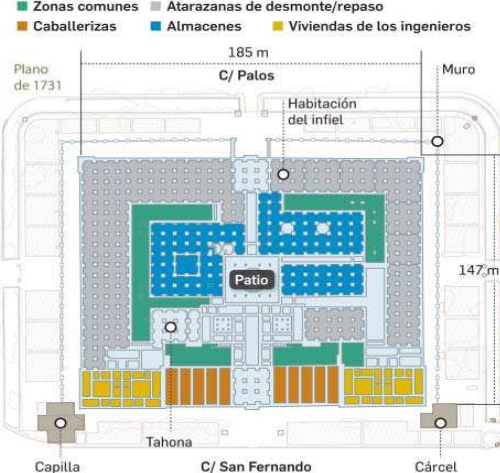 Zonas comunes
Atarazanas de desmonte/repaso
Caballerizas
Almacenes
Viviendas de los ingenieros
185 m
C/ Palos
Plano
de 1731
Muro
Habitación
del infiel
147 m
Patio
Tahona
Capilla
C/ San Fernando
Cárcel